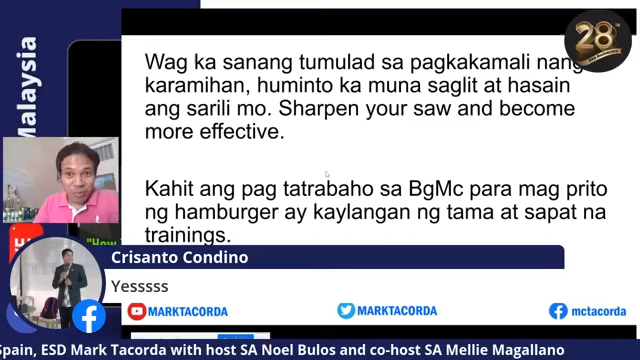 Malaysia
28
Wag ka sanang tumulad sa pagkakamali nang
karamihan, huminto ka muna saglit at hasain
ang sarili mo. Sharpen your saw and become
more effective.
Kahit ang pag tatrabaho sa BgMc para mag prito
ng hamburger ay kaylangan ng tama at sapat na
trainings.
Crisanto Condino
Yesssss
MARKTACORDA
MARKTACORDA
mctacorda
Spain, ESD Mark Tacorda with host SA Noel Bulos and co-host SA Mellie Magallano